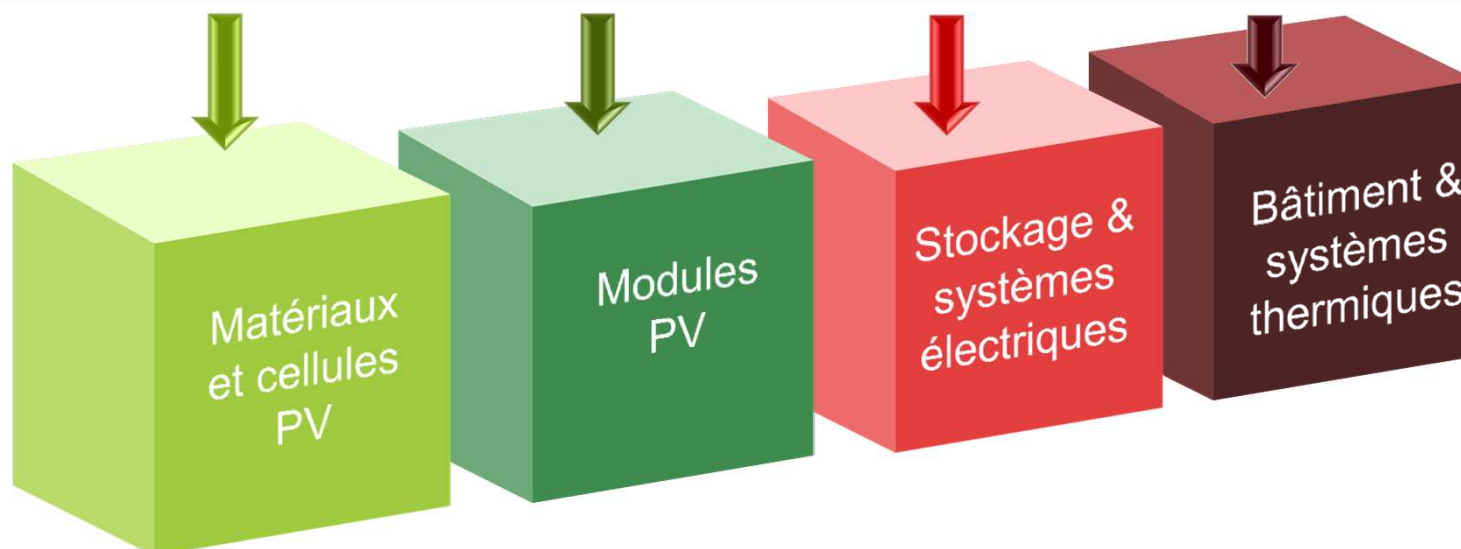 Matériaux
et cellules
PV
Modules
PV
Stockage &
systèmes
électriques
Bâtiment &
systèmes
thermiques